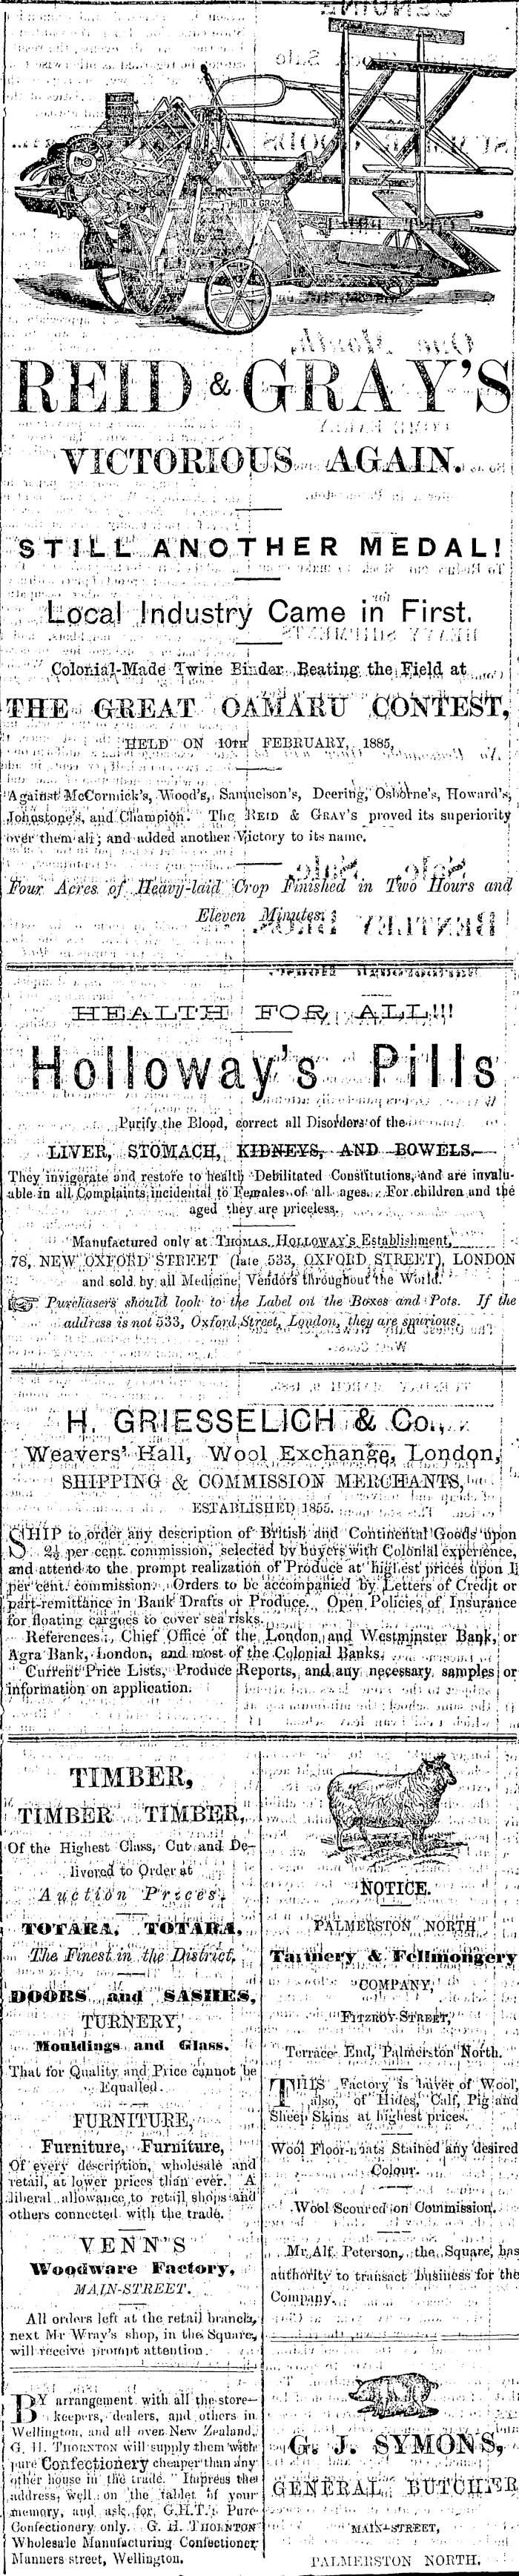 REID & GRAY'S
VICTORIOUS AGAIN.
STILL ANOTHER MEDAL!
Local Industry Came in First.
Colonial-Made Twine Binder Beating the Field at
THE GREAT OAMARU CONTEST,
HELD ON 10TH FEBRUARY, 1885,
Against McCormick's, Wood's, Samuelson's, Deering, Osborne's, Howard's,
Johnstone's, and Champion. The REID & GRAY'S proved its superiority
over them all; and added another Victory to its name.
Four Acres of Heavy-laid Crop Finished in Two Hours and
Eleven Minutes.
HEALTH FOR ALL!!!
Holloway's Pills
Purify the Blood, correct all Disorders of the
LIVER, STOMACH, KIDNEYS, AND BOWELS.
They invigorate and restore to health Debilitated Constitutions, and are invalu-
able in all Complaints incidental to Females of all ages. For children and the
aged they are priceless.
Manufactured only at THOMAS HOLLOWAY'S Establishment,
78, NEW OXFORD STREET (late 533, OXFORD STREET), LONDON
and sold by all Medicine Vendors throughout the World.
Purchasers should look to the Label on the Boxes and Pots. If the
address is not 533, Oxford Street, London, they are spurious.
H. GRIESSELICH & Co.,
Weavers' Hall, Wool Exchange, London,
SHIPPING & COMMISSION MERCHANTS,
ESTABLISHED 1855.
SHIP to order any description of British and Continental Goods upon
2½ per cent. commission, selected by buyers with Colonial experience,
and attend to the prompt realization of Produce at highest prices upon
per cent. commission. Orders to be accompanied by Letters of Credit or
part-remittance in Bank Drafts or Produce. Open Policies of Insurance
for floating cargoes to cover sea risks.
References: Chief Office of the London and Westminster Bank, or
Agra Bank, London, and most of the Colonial Banks.
Current Price Lists, Produce Reports, and any necessary samples or
information on application.
TIMBER,
TIMBER TIMBER,
Of the Highest Class, Cut and De-
livered to Order at
Auction Prices.
TOTARA, TOTARA,
The Finest in the District.
DOORS and SASHES,
TURNERY,
Mouldings and Glass.
That for Quality and Price cannot be
Equalled.
FURNITURE,
Furniture, Furniture,
Of every description, wholesale and
retail, at lower prices than ever. A
liberal allowance to retail shops and
others connected with the trade.
VENN'S
Woodware Factory,
MAIN-STREET.
All orders left at the retail branch,
next Mr Wray's shop, in the Square,
will receive prompt attention.
BY arrangement with all the store-
keepers, dealers, and others in
Wellington, and all over New Zealand,
G. H. THORNTON will supply them with
pure Confectionery cheaper than any
other house in the trade. Impress the
address well on the tablet of your
memory, and ask for G.H.T.'s Pure
Confectionery only. G. H. THORNTON
Wholesale Manufacturing Confectioner
Manners street, Wellington.
NOTICE.
PALMERSTON NORTH
Tannery & Fellmongery
COMPANY,
FITZROY-STREET,
Terrace End, Palmerston North.
THIS Factory is buyer of Wool,
also, of Hides, Calf, Pig and
Sheep Skins at highest prices.
Wool Floor-mats Stained any desired
Colour.
Wool Scoured on Commission.
Mr Alf. Peterson, the Square, has
authority to transact business for the
Company.
G. J. SYMONS,
GENERAL BUTCHER
MAIN-STREET,
PALMERSTON NORTH.